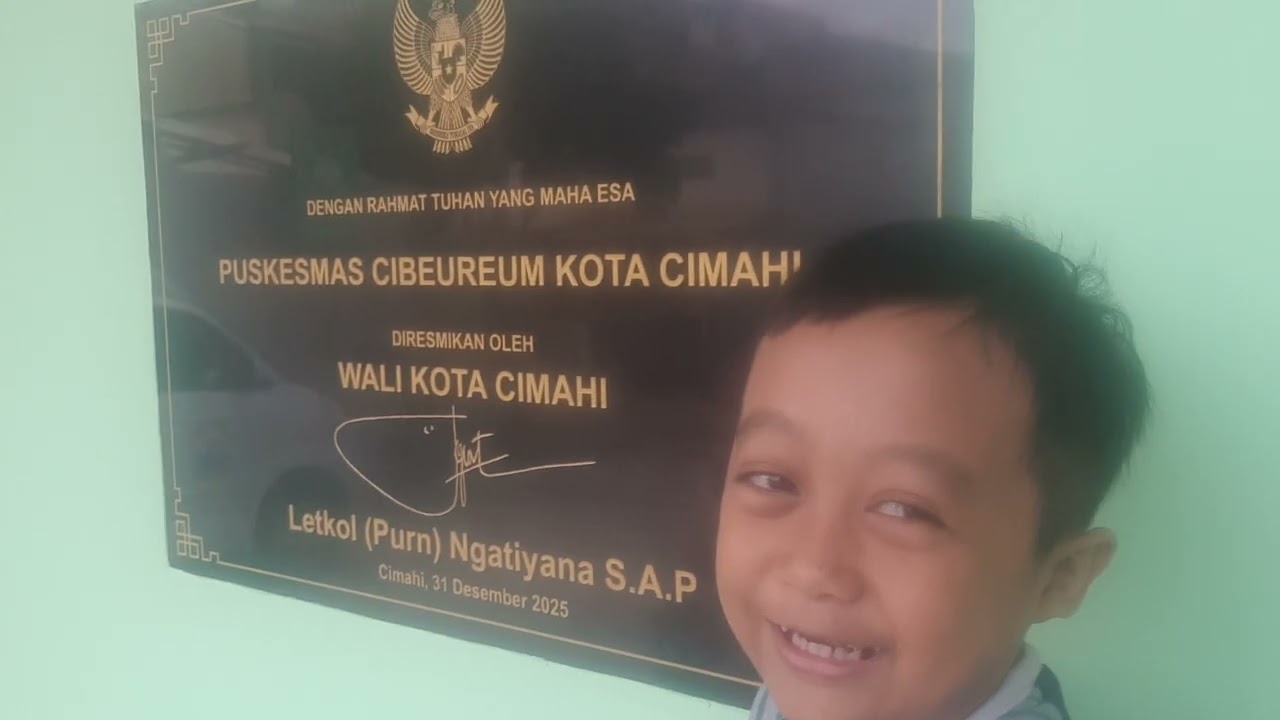 DENGAN RAHMAT TUHAN YANG MAHA ESA
PUSKESMAS CIBEUREUM KOTA CIMAHI
DIRESMIKAN OLEH
WALI KOTA CIMAHI
Letkol (Purn) Ngatiyana S.A.P
Cimahi, 31 Desember 2025